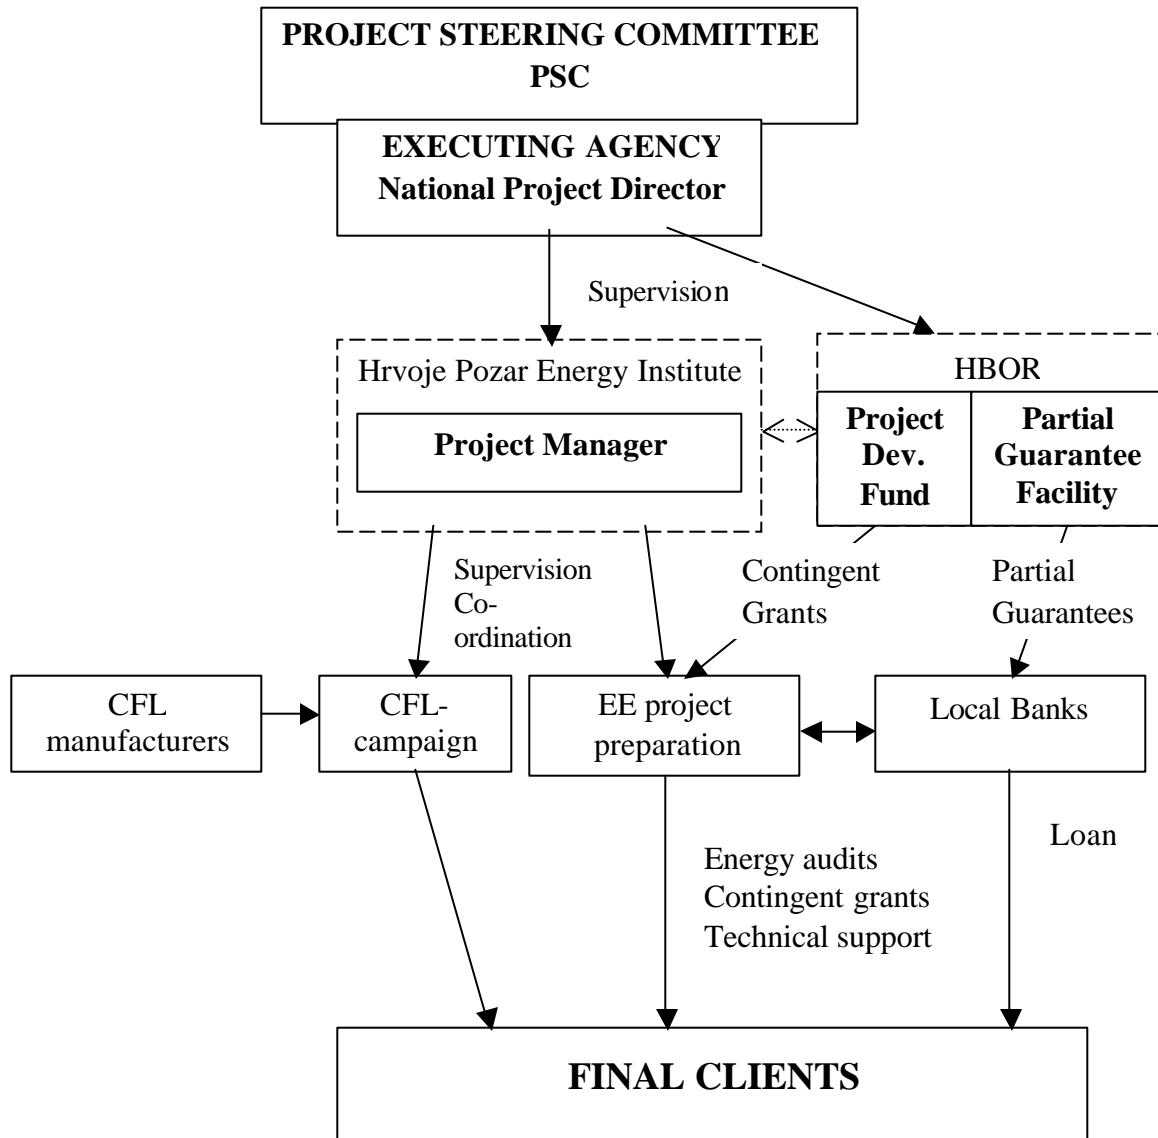 PROJECT STEERING COMMITTEE
PSC
EXECUTING AGENCY
National Project Director
Supervision
Hrvoje Pozar Energy Institute
Project Manager
HBOR
Project
Dev.
Fund
Partial
Guarantee
Facility
Supervision
Co-
ordination
Contingent
Grants
Partial
Guarantees
CFL
manufacturers
CFL-
campaign
EE project
preparation
Local Banks
Energy audits
Contingent grants
Technical support
Loan
FINAL CLIENTS